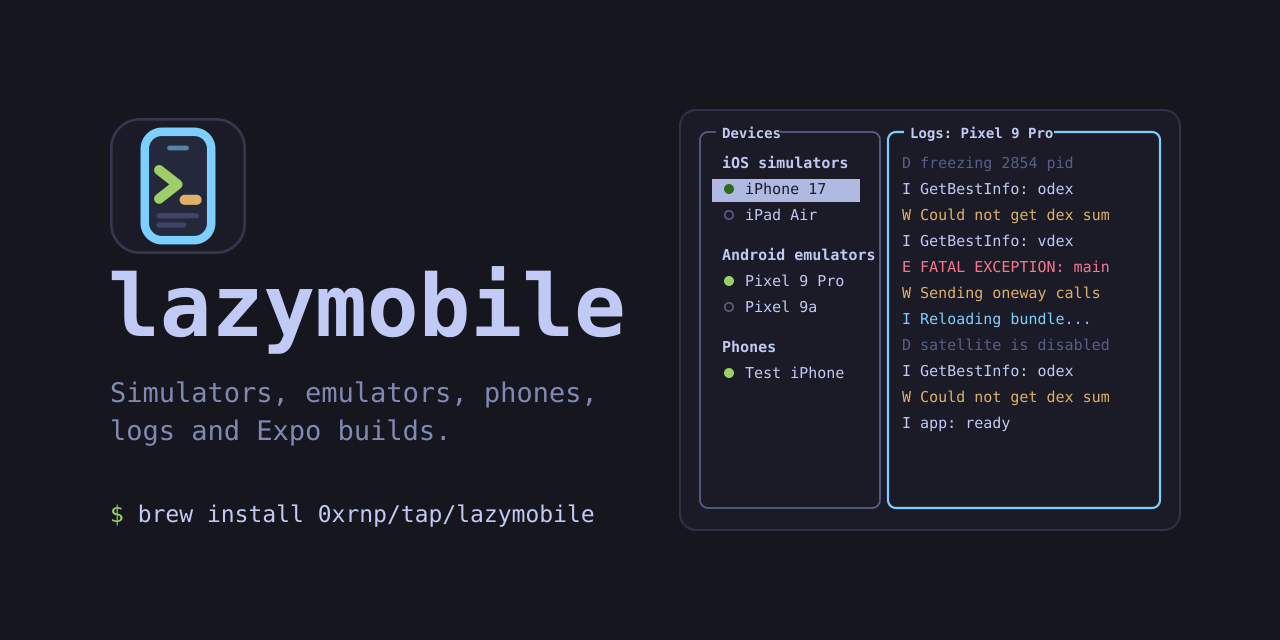 lazymobile
Simulators, emulators, phones,
logs and Expo builds.
$ brew install 0xrnp/tap/lazymobile
Devices
iOS simulators
iPhone 17
iPad Air
Android emulators
Pixel 9 Pro
Pixel 9a
Phones
Test iPhone
Logs: Pixel 9 Pro
D freezing 2854 pid
I GetBestInfo: odex
W Could not get dex sum
I GetBestInfo: vdex
E FATAL EXCEPTION: main
W Sending oneway calls
I Reloading bundle...
D satellite is disabled
I GetBestInfo: odex
W Could not get dex sum
I app: ready